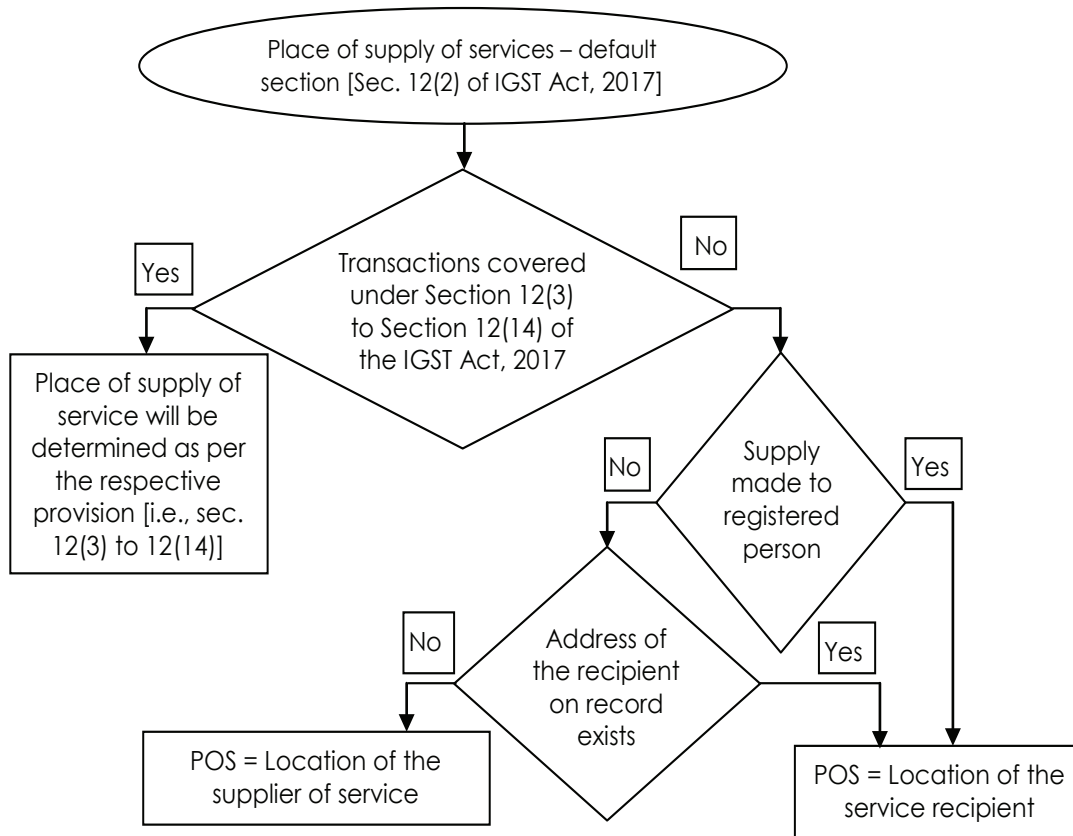 Place of supply of services – default
section [Sec. 12(2) of IGST Act, 2017]
Yes
No
Transactions covered
under Section 12(3)
to Section 12(14) of
the IGST Act, 2017
Place of supply of
service will be
determined as per
the respective
provision [i.e., sec.
12(3) to 12(14)]
No
Yes
Supply
made to
registered
person
No
Yes
Address of
the recipient
on record
exists
POS = Location of the
supplier of service
POS = Location of the
service recipient